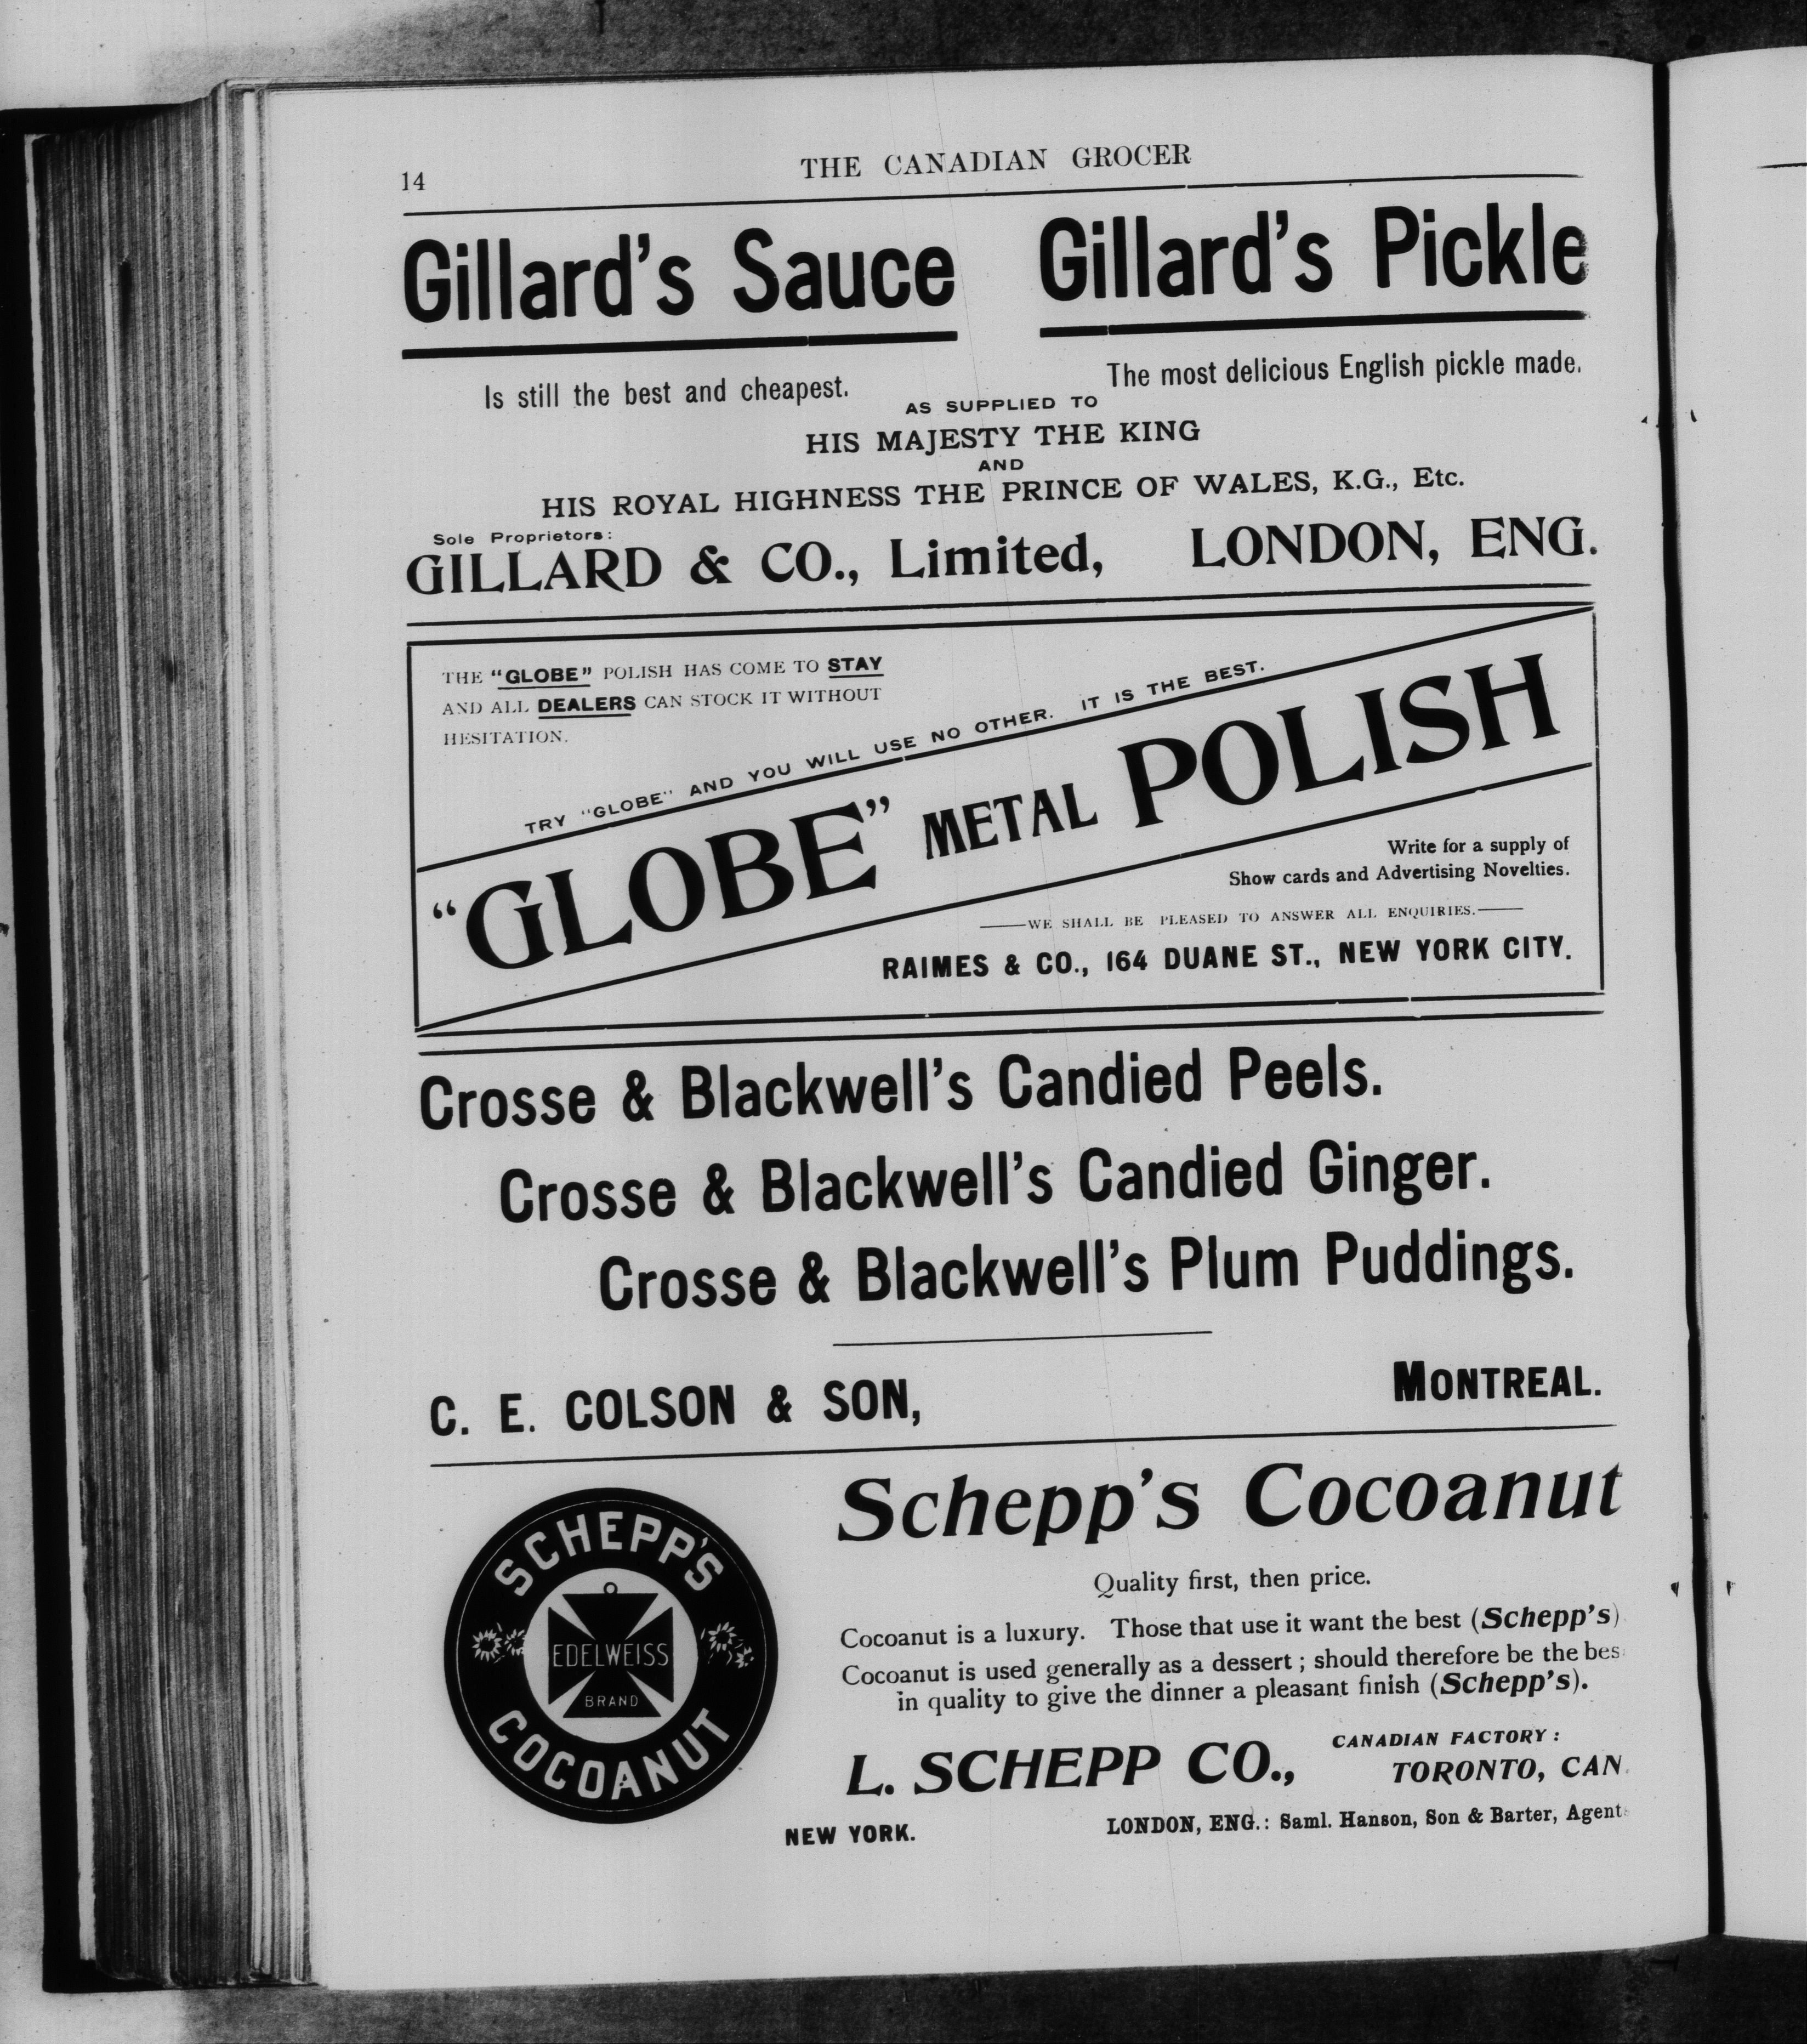 14
THE CANADIAN GROCER
Gillard's Sauce
Is still the best and cheapest.
Gillard's Pickle
The most delicious English pickle made.
AS SUPPLIED TO
HIS MAJESTY THE KING
AND
HIS ROYAL HIGHNESS THE PRINCE OF WALES, K.G., Etc.
Sole Proprietors:
GILLARD & CO., Limited, LONDON, ENG.
THE "GLOBE" POLISH HAS COME TO STAY
AND ALL DEALERS CAN STOCK IT WITHOUT
HESITATION.
TRY "GLOBE" AND YOU WILL USE NO OTHER. IT IS THE BEST.
"GLOBE" METAL POLISH
Write for a supply of
Show cards and Advertising Novelties.
WE SHALL BE PLEASED TO ANSWER ALL ENQUIRIES.
RAIMES & CO., 164 DUANE ST., NEW YORK CITY.
Crosse & Blackwell's Candied Peels.
Crosse & Blackwell's Candied Ginger.
Crosse & Blackwell's Plum Puddings.
C. E. COLSON & SON, MONTREAL.
SCHEPP'S
EDELWEISS
BRAND
COCOANUT
Schepp's Cocoanut
Quality first, then price.
Cocoanut is a luxury. Those that use it want the best (Schepp's)
Cocoanut is used generally as a dessert; should therefore be the bes
in quality to give the dinner a pleasant finish (Schepp's).
L. SCHEPP CO.,
CANADIAN FACTORY:
TORONTO, CAN.
NEW YORK.
LONDON, ENG.: Saml. Hanson, Son & Barter, Agent